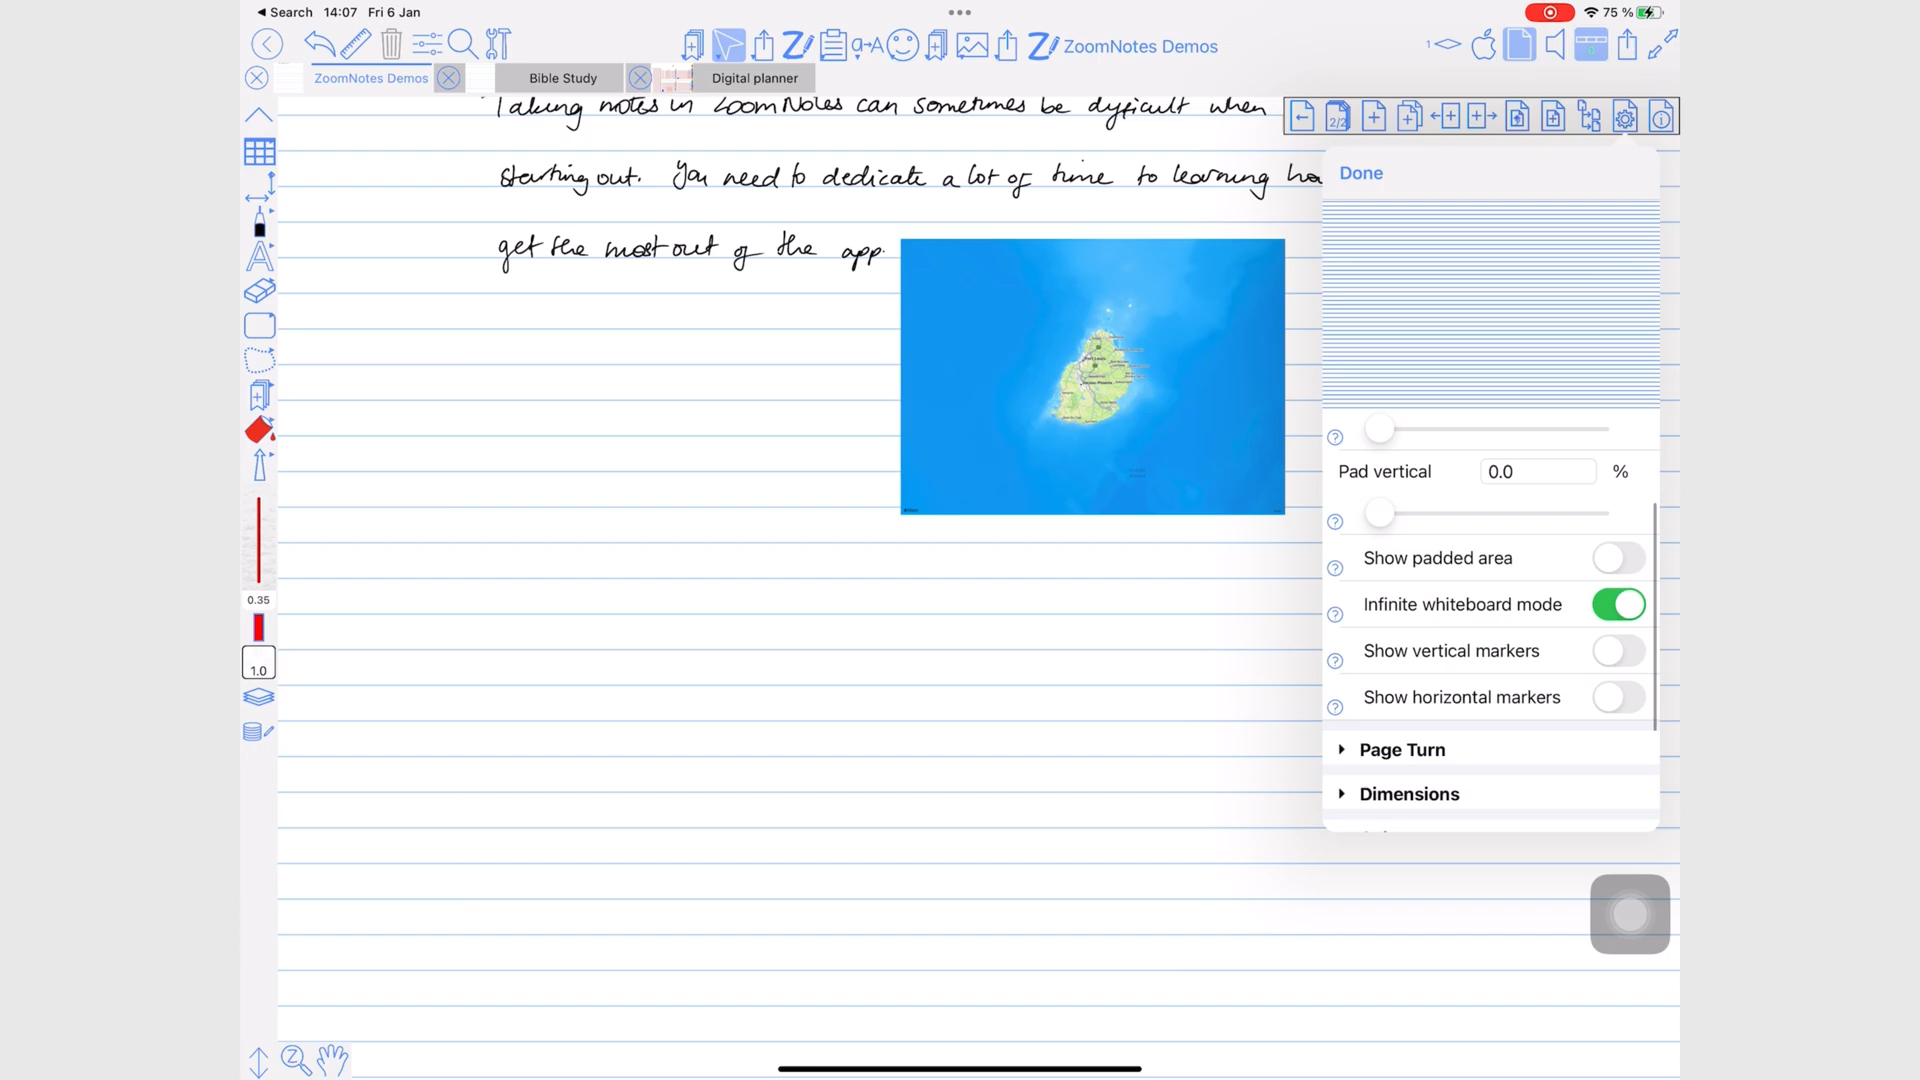 Search 14:07 Fri 6 Jan
75 %
ZoomNotes Demos
1
ZoomNotes Demos
Bible Study
Digital planner
Taking notes in ZoomNotes can sometimes be difficult when
2/2
starting out. You need to dedicate a lot of time to learning
get the most out of the app.
Done
Pad vertical 0.0 %
Show padded area
Infinite whiteboard mode
Show vertical markers
Show horizontal markers
Page Turn
Dimensions
0.35
1.0